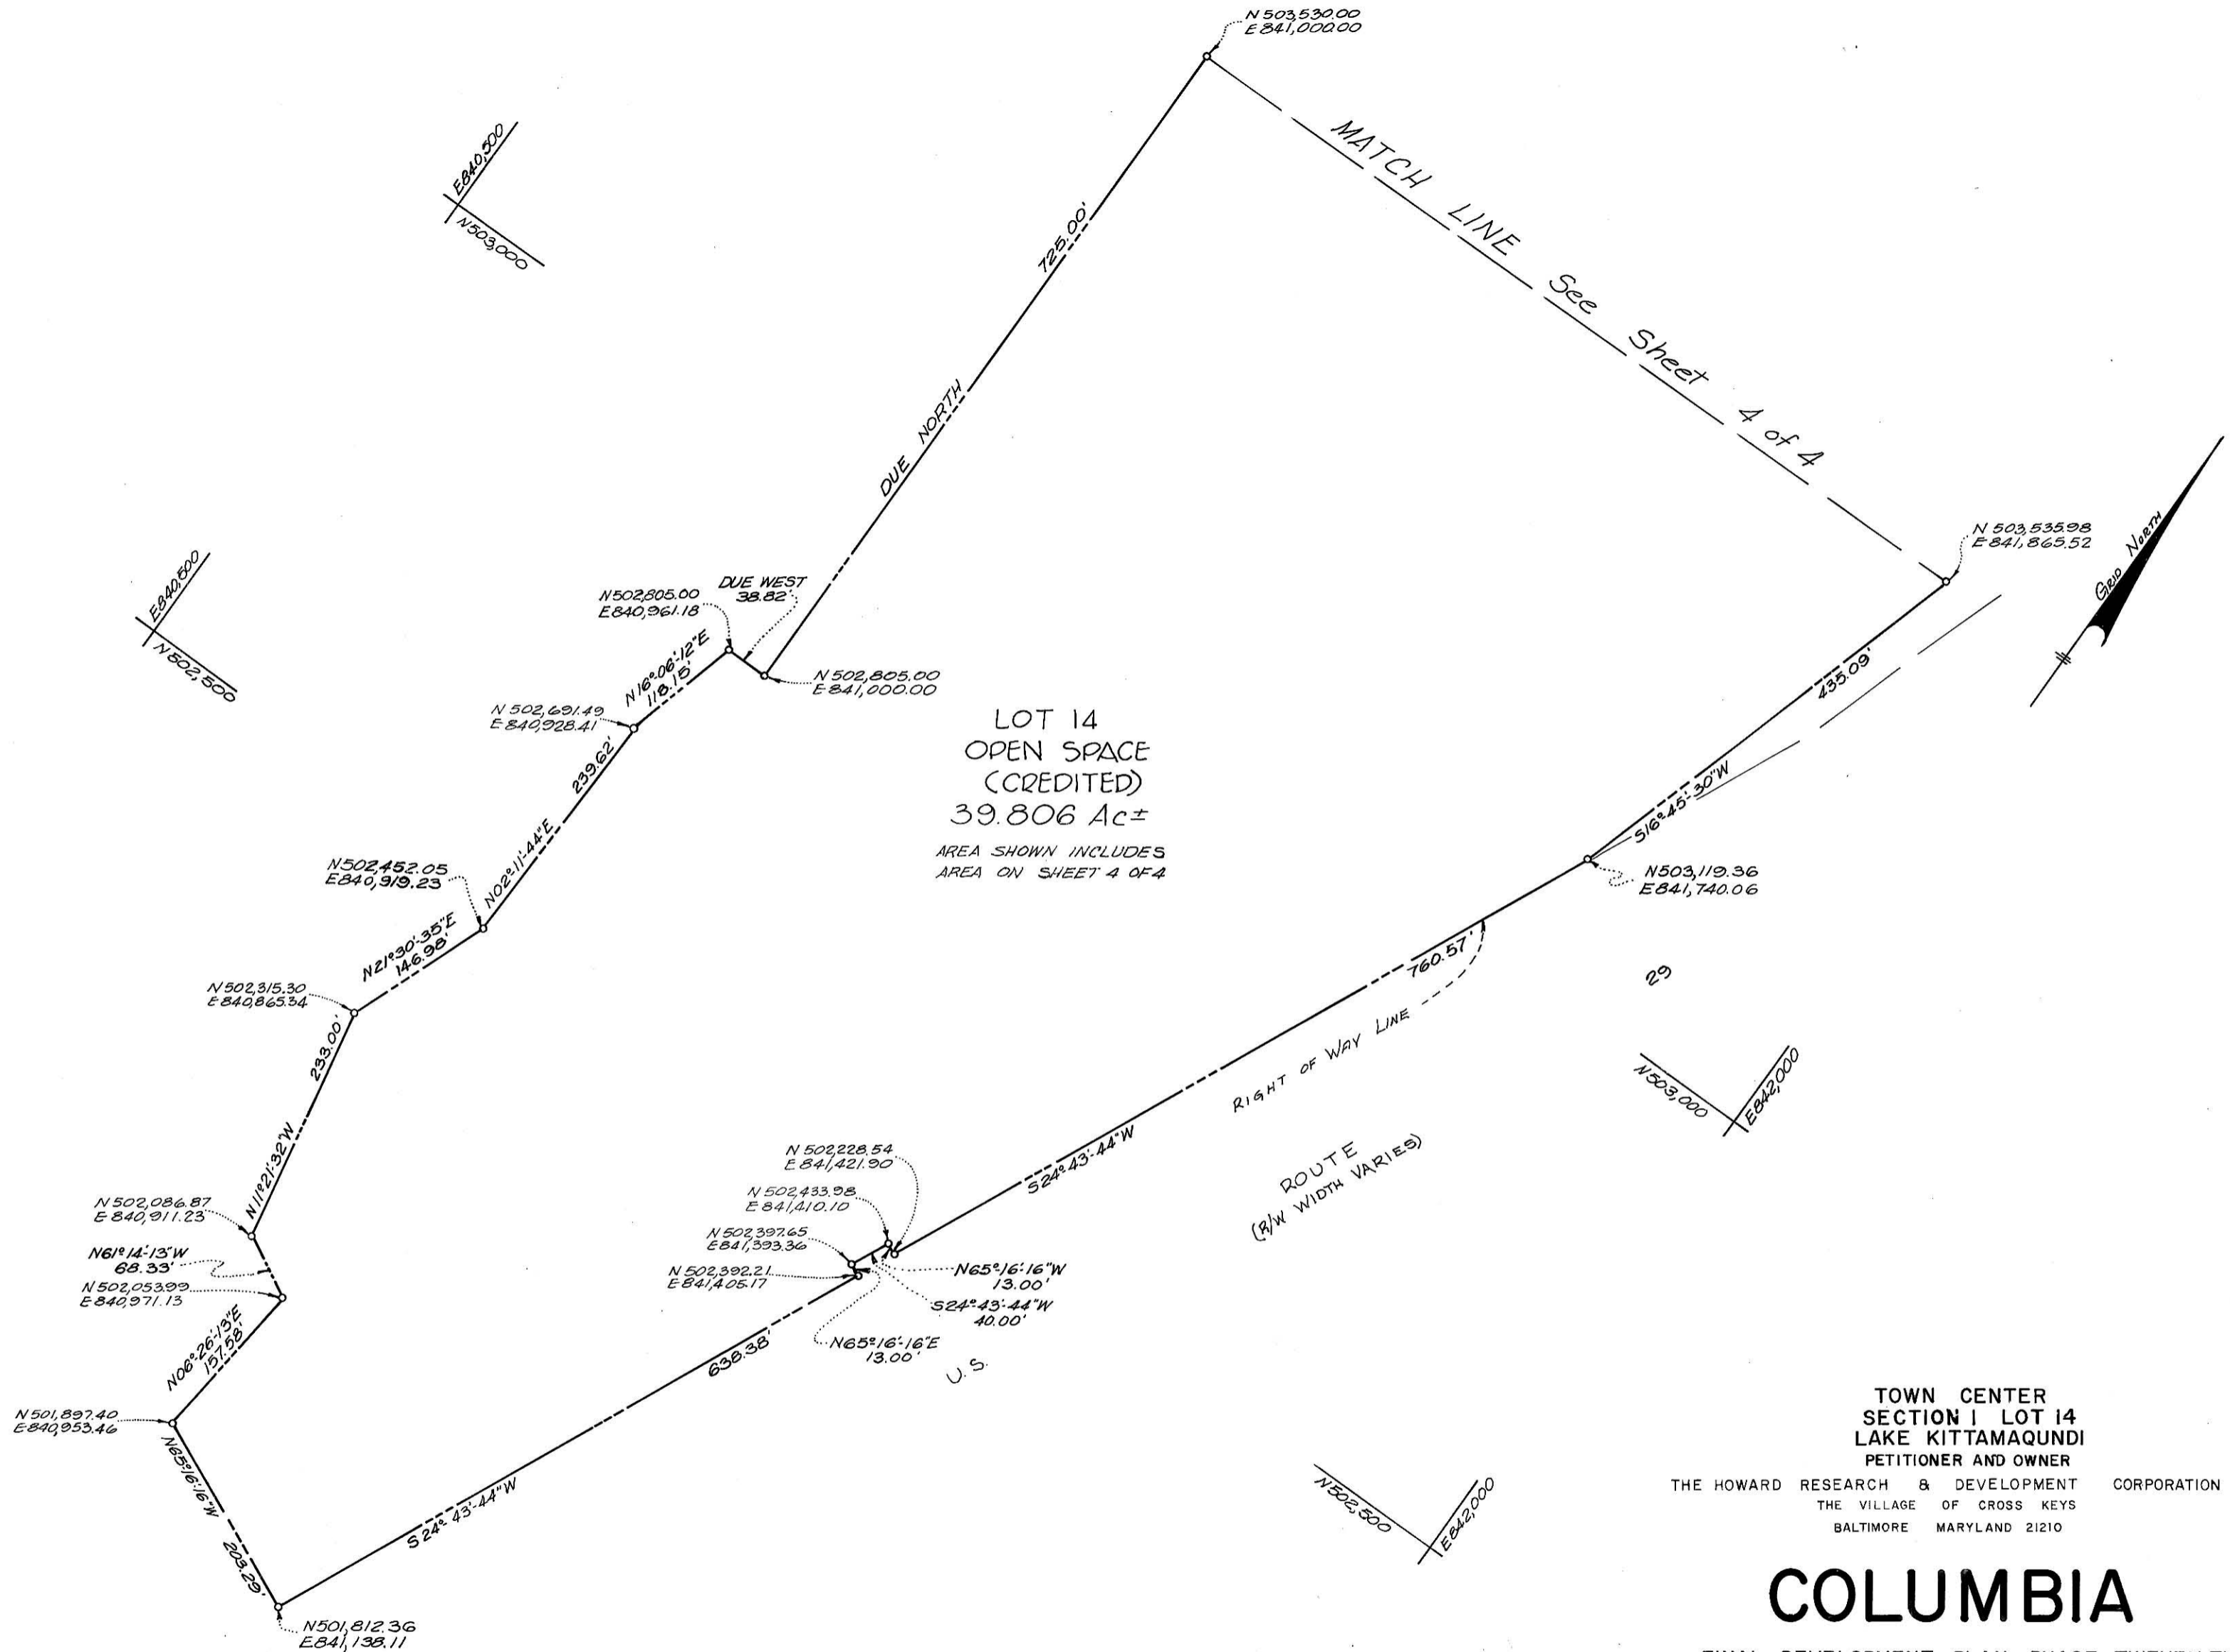 N 503,530.00
E 841,000.00
MATCH LINE See Sheet 4 of 4
E840,500
N503,000
725.00'
DUE NORTH
E840,500
N502,500
N 503,535.98
E 841,865.52
GRID NORTH
N502,805.00
E840,961.18
DUE WEST
38.82'
N16°-06'-12"E
118.15'
N 502,805.00
E 841,000.00
N 502,691.49
E 840,928.41
239.62'
N02°-11'-44"E
435.09'
S16°-45'-30"W
LOT 14
OPEN SPACE
(CREDITED)
39.806 Ac±
AREA SHOWN INCLUDES
AREA ON SHEET 4 OF 4
N502,452.05
E840,919.23
N21°-30'-35"E
146.98'
N503,119.36
E841,740.06
N 502,315.30
E 840,865.34
233.00'
N11°-21'-32"W
760.57'
RIGHT OF WAY LINE
29
N503,000
E842,000
S24°-43'-44"W
ROUTE
(R/W WIDTH VARIES)
N 502,228.54
E 841,421.90
N 502,433.98
E 841,410.10
N 502,397.65
E 841,393.36
N 502,392.21
E 841,405.17
N65°-16'-16"W
13.00'
S24°-43'-44"W
40.00'
N65°-16'-16"E
13.00'
U.S.
N 502,086.87
E 840,911.23
N61°14'-13"W
68.33'
N 502,053.99
E 840,971.13
N06°-26'-13"E
157.58'
N 501,897.40
E 840,953.46
N65°16'-16"W
203.29'
638.38'
S24°-43'-44"W
N501,812.36
E841,138.11
N502,500
E842,000
TOWN CENTER
SECTION 1 LOT 14
LAKE KITTAMAQUNDI
PETITIONER AND OWNER
THE HOWARD RESEARCH & DEVELOPMENT CORPORATION
THE VILLAGE OF CROSS KEYS
BALTIMORE MARYLAND 21210
COLUMBIA